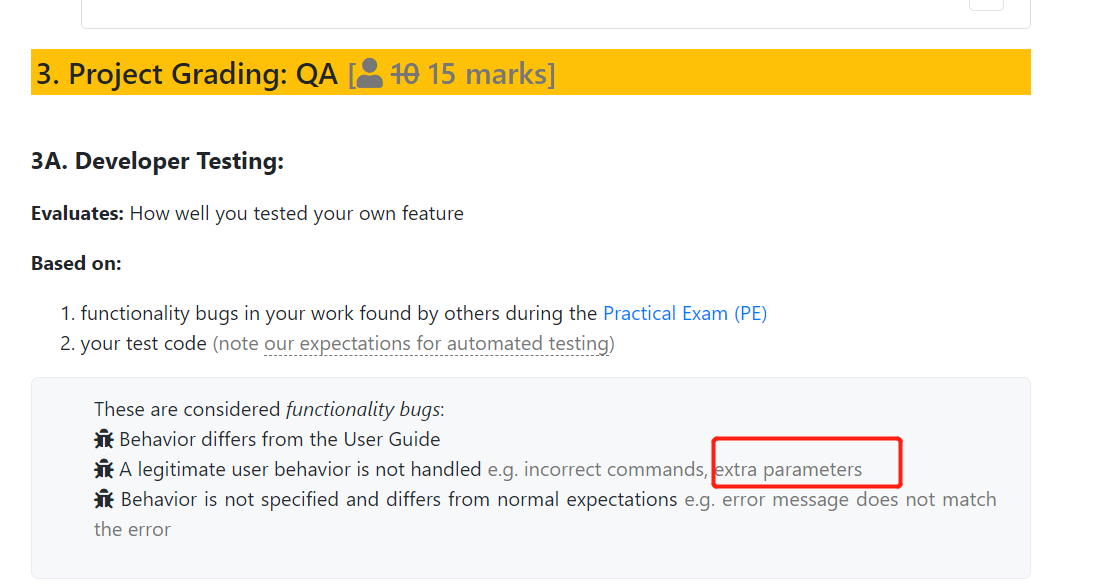 3. Project Grading: QA [10 15 marks]
3A. Developer Testing:
Evaluates: How well you tested your own feature
Based on:
1. functionality bugs in your work found by others during the Practical Exam (PE)
2. your test code (note our expectations for automated testing)
These are considered functionality bugs:
Behavior differs from the User Guide
A legitimate user behavior is not handled e.g. incorrect commands, extra parameters
Behavior is not specified and differs from normal expectations e.g. error message does not match
the error